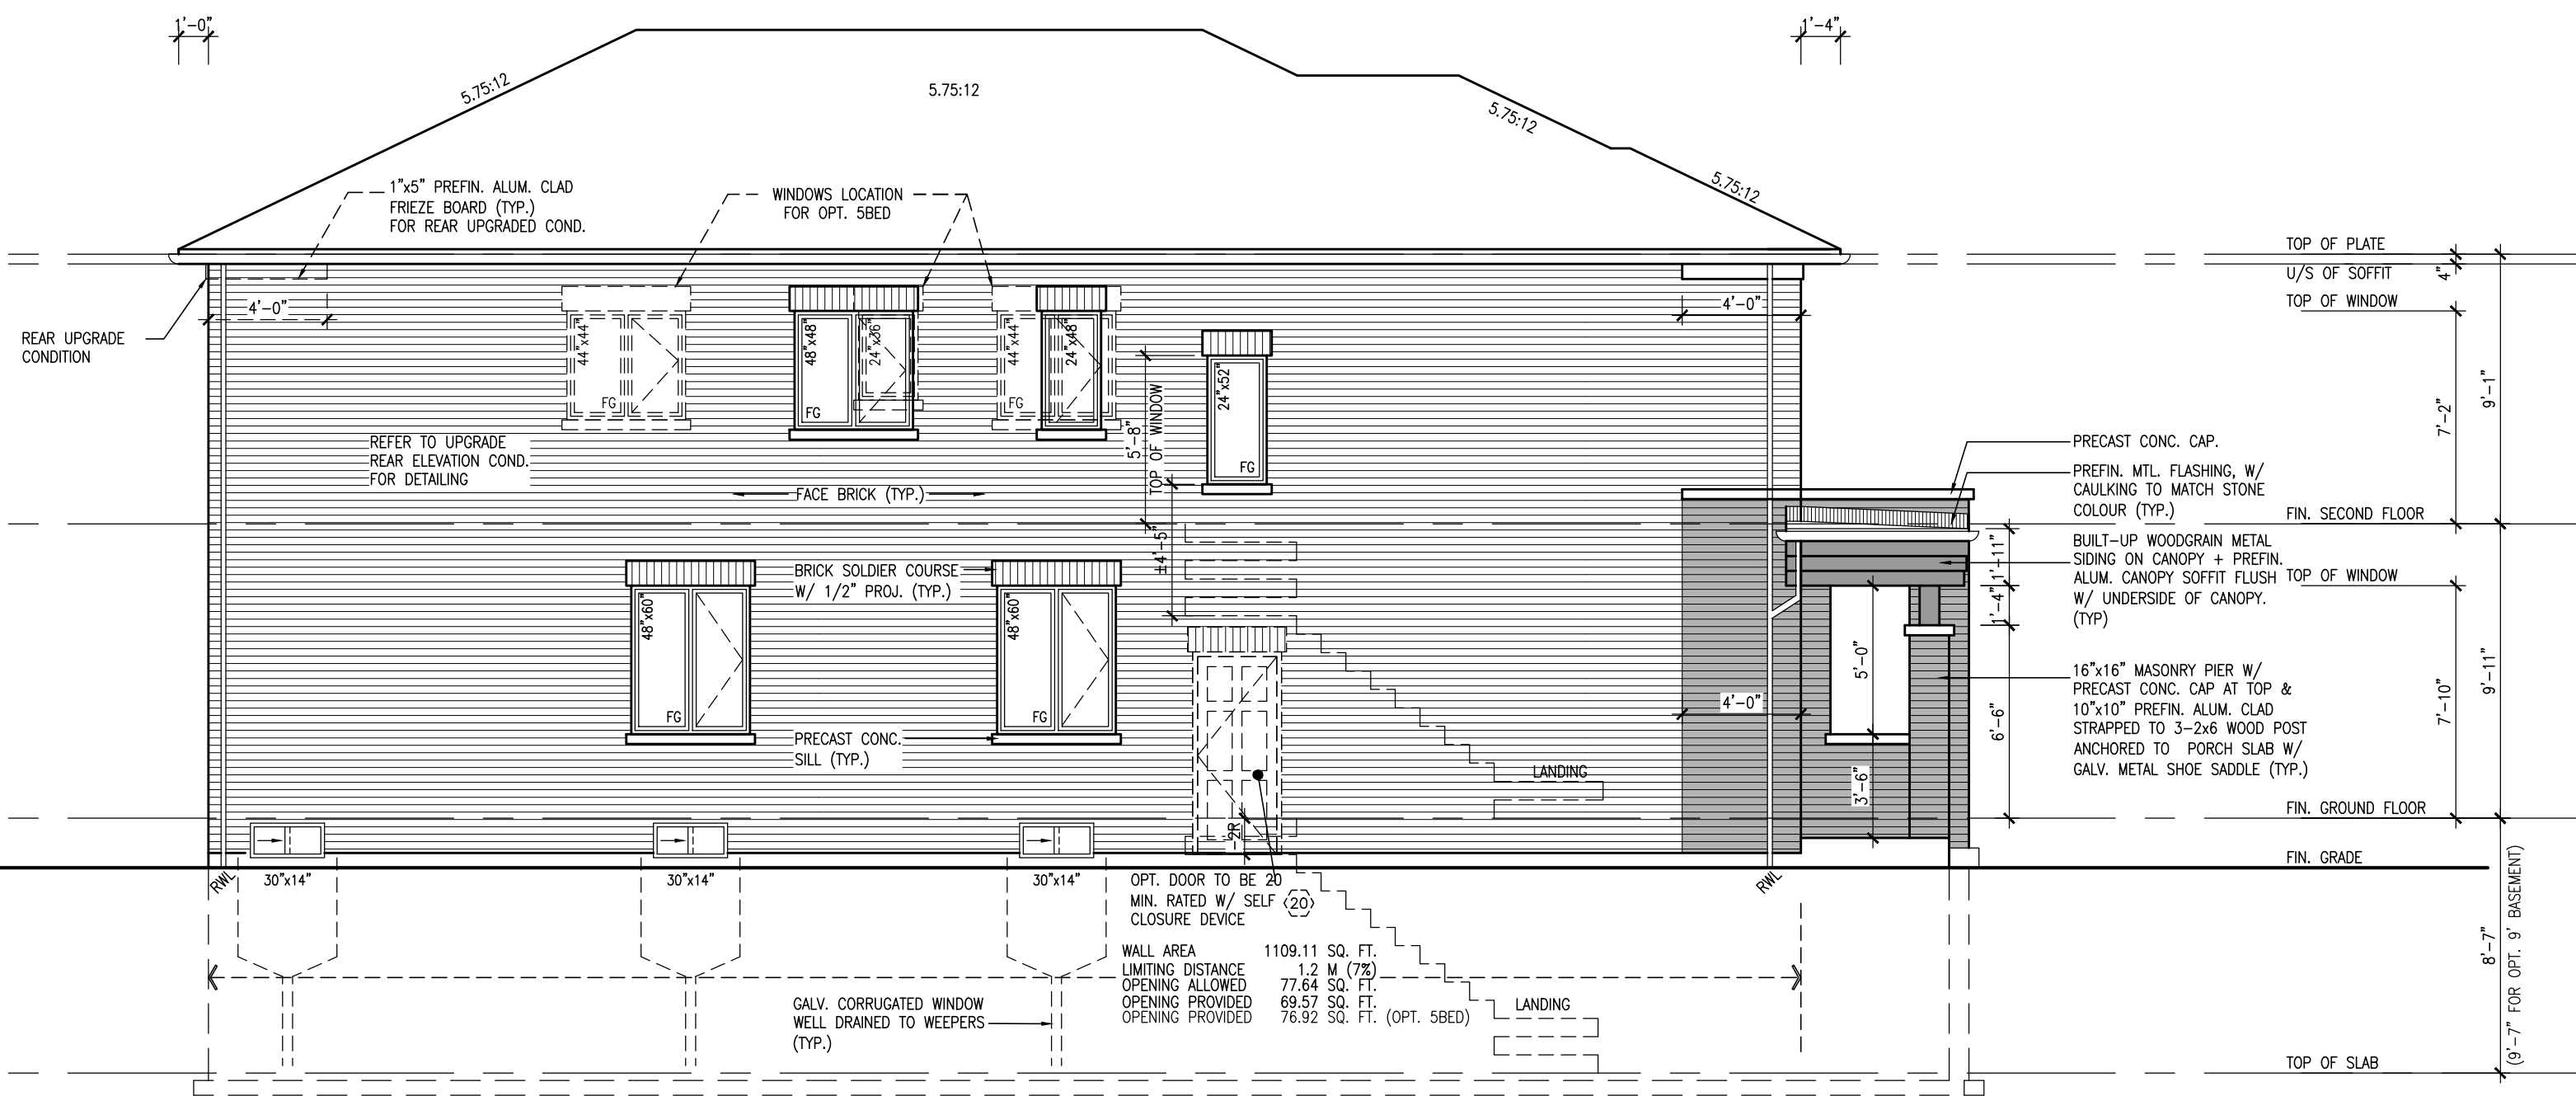 1'-0"
1'-4"
5.75:12
5.75:12
5.75:12
5.75:12
1"x5" PREFIN. ALUM. CLAD
FRIEZE BOARD (TYP.)
FOR REAR UPGRADED COND.
WINDOWS LOCATION
FOR OPT. 5BED
TOP OF PLATE
U/S OF SOFFIT
4"
TOP OF WINDOW
4'-0"
4'-0"
REAR UPGRADE
CONDITION
44"x44"
FG
48"x48"
24"x36"
FG
44"x44"
24"x48"
FG
24"x52"
FG
5'-8"
TOP OF WINDOW
7'-2"
9'-1"
REFER TO UPGRADE
REAR ELEVATION COND.
FOR DETAILING
FACE BRICK (TYP.)
PRECAST CONC. CAP.
PREFIN. MTL. FLASHING, W/
CAULKING TO MATCH STONE
COLOUR (TYP.)
FIN. SECOND FLOOR
±4'-5"
1'-11"
BUILT-UP WOODGRAIN METAL
SIDING ON CANOPY + PREFIN.
ALUM. CANOPY SOFFIT FLUSH
W/ UNDERSIDE OF CANOPY.
(TYP)
TOP OF WINDOW
BRICK SOLDIER COURSE
W/ 1/2" PROJ. (TYP.)
48"x60"
FG
48"x60"
FG
1'-4"
5'-0"
4'-0"
6'-6"
7'-10"
9'-11"
16"x16" MASONRY PIER W/
PRECAST CONC. CAP AT TOP &
10"x10" PREFIN. ALUM. CLAD
STRAPPED TO 3-2x6 WOOD POST
ANCHORED TO PORCH SLAB W/
GALV. METAL SHOE SADDLE (TYP.)
PRECAST CONC.
SILL (TYP.)
LANDING
3'-6"
FIN. GROUND FLOOR
2R
FIN. GRADE
RWL
30"x14"
30"x14"
30"x14"
RWL
OPT. DOOR TO BE 20
MIN. RATED W/ SELF
CLOSURE DEVICE
20
WALL AREA 1109.11 SQ. FT.
LIMITING DISTANCE 1.2 M (7%)
OPENING ALLOWED 77.64 SQ. FT.
OPENING PROVIDED 69.57 SQ. FT.
OPENING PROVIDED 76.92 SQ. FT. (OPT. 5BED)
GALV. CORRUGATED WINDOW
WELL DRAINED TO WEEPERS
(TYP.)
LANDING
8'-7"
(9'-7" FOR OPT. 9' BASEMENT)
TOP OF SLAB